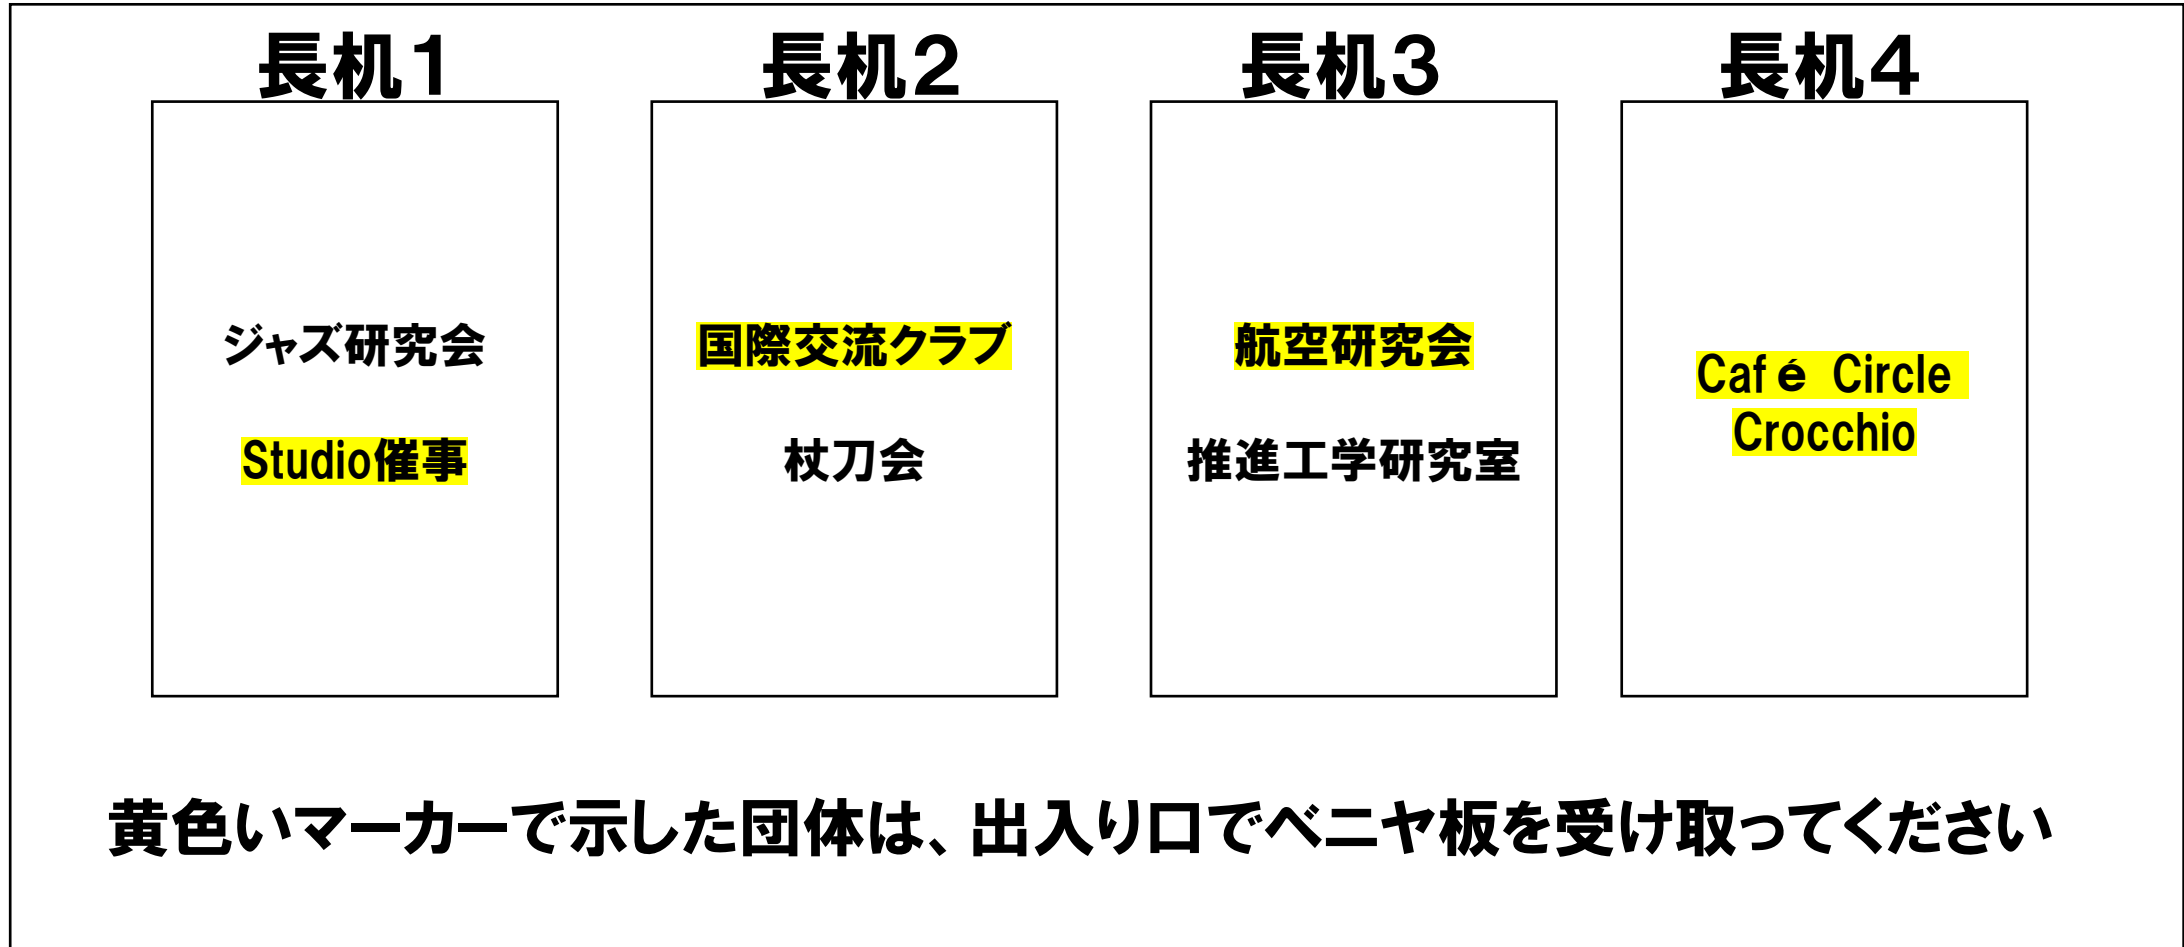 長机1
ジャズ研究会
Studio催事
長机2
国際交流クラブ
杖刀会
長机3
航空研究会
推進工学研究室
長机4
Café Circle
Crocchio
黄色いマーカーで示した団体は、出入り口でベニヤ板を受け取ってください